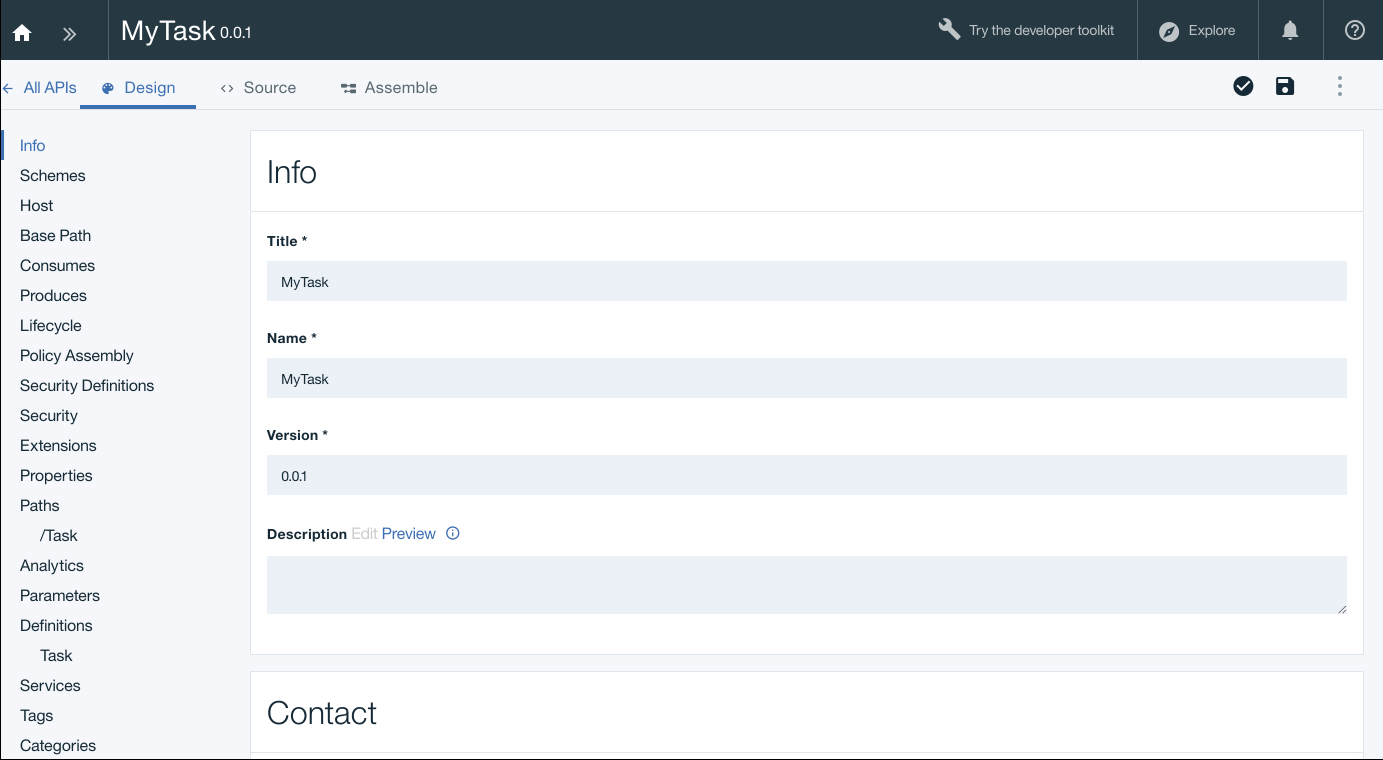 MyTask 0.0.1
Try the developer toolkit
Explore
All APIs
Design
Source
Assemble
Info
Schemes
Host
Base Path
Consumes
Produces
Lifecycle
Policy Assembly
Security Definitions
Security
Extensions
Properties
Paths
/Task
Analytics
Parameters
Definitions
Task
Services
Tags
Categories
Info
Title *
MyTask
Name *
MyTask
Version *
0.0.1
Description Edit Preview
Contact